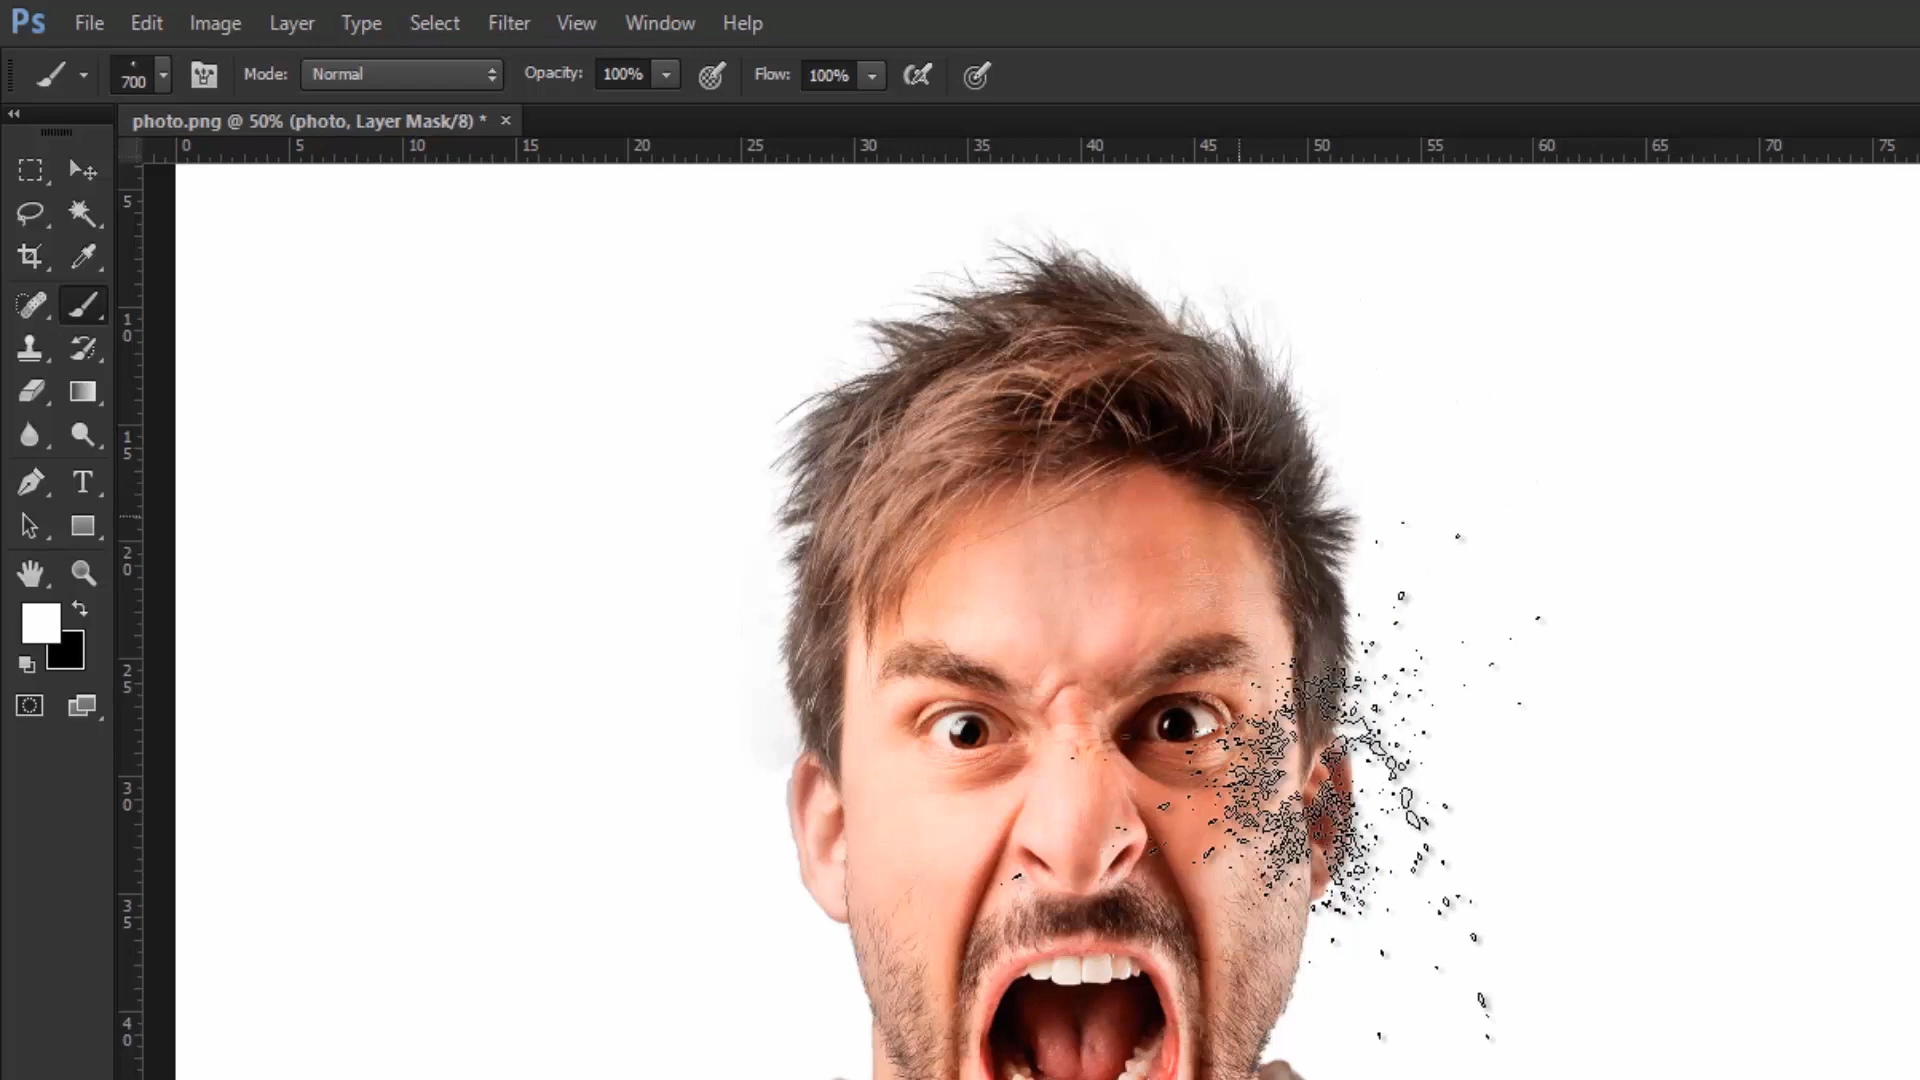 Ps File Edit Image Layer Type Select Filter View Window Help
700 Mode: Normal Opacity: 100% Flow: 100%
photo.png @ 50% (photo, Layer Mask/8) * ×
0 5 10 15 20 25 30 35 40 45 50 55 60 65 70 75
5
10
15
T
20
25
30
35
40